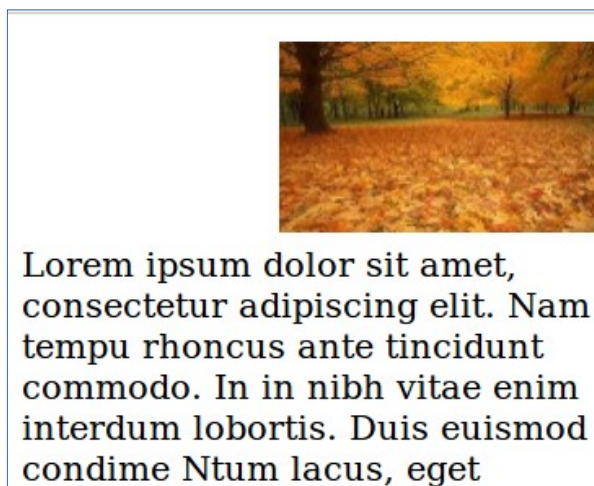 Lorem ipsum dolor sit amet,
consectetur adipiscing elit. Nam
tempu rhoncus ante tincidunt
commodo. In in nibh vitae enim
interdum lobortis. Duis euismod
condime Ntum lacus, eget